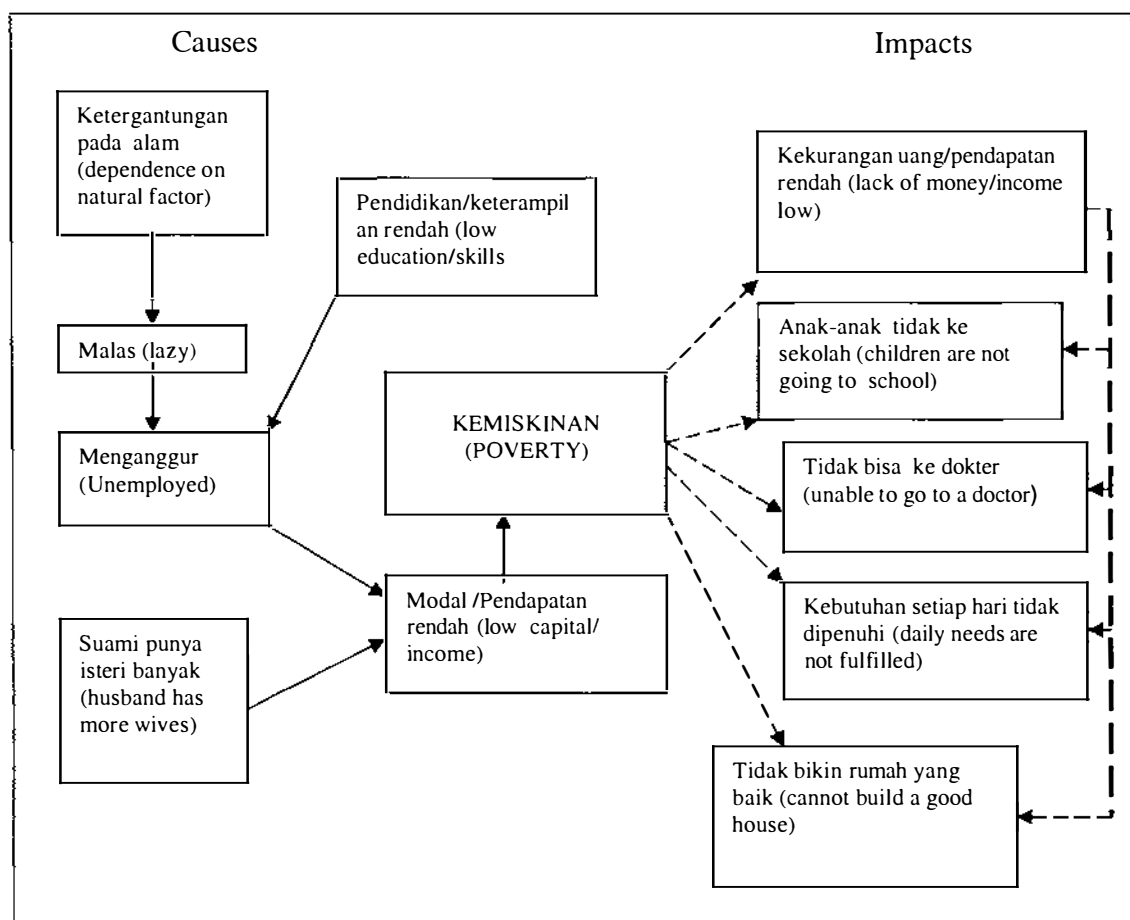 Causes
Impacts
Ketergantungan
pada alam
(dependence on
natural factor)
Pendidikan/keterampil
an rendah (low
education/skills
Malas (lazy)
Menganggur
(Unemployed)
Suami punya
isteri banyak
(husband has
more wives)
KEMISKINAN
(POVERTY)
Modal /Pendapatan
rendah (low capital/
income)
Kekurangan uang/pendapatan
rendah (lack of money/income
low)
Anak-anak tidak ke
sekolah (children are not
going to school)
Tidak bisa ke dokter
(unable to go to a doctor)
Kebutuhan setiap hari tidak
dipenuhi (daily needs are
not fulfilled)
Tidak bikin rumah yang
baik (cannot build a good
house)